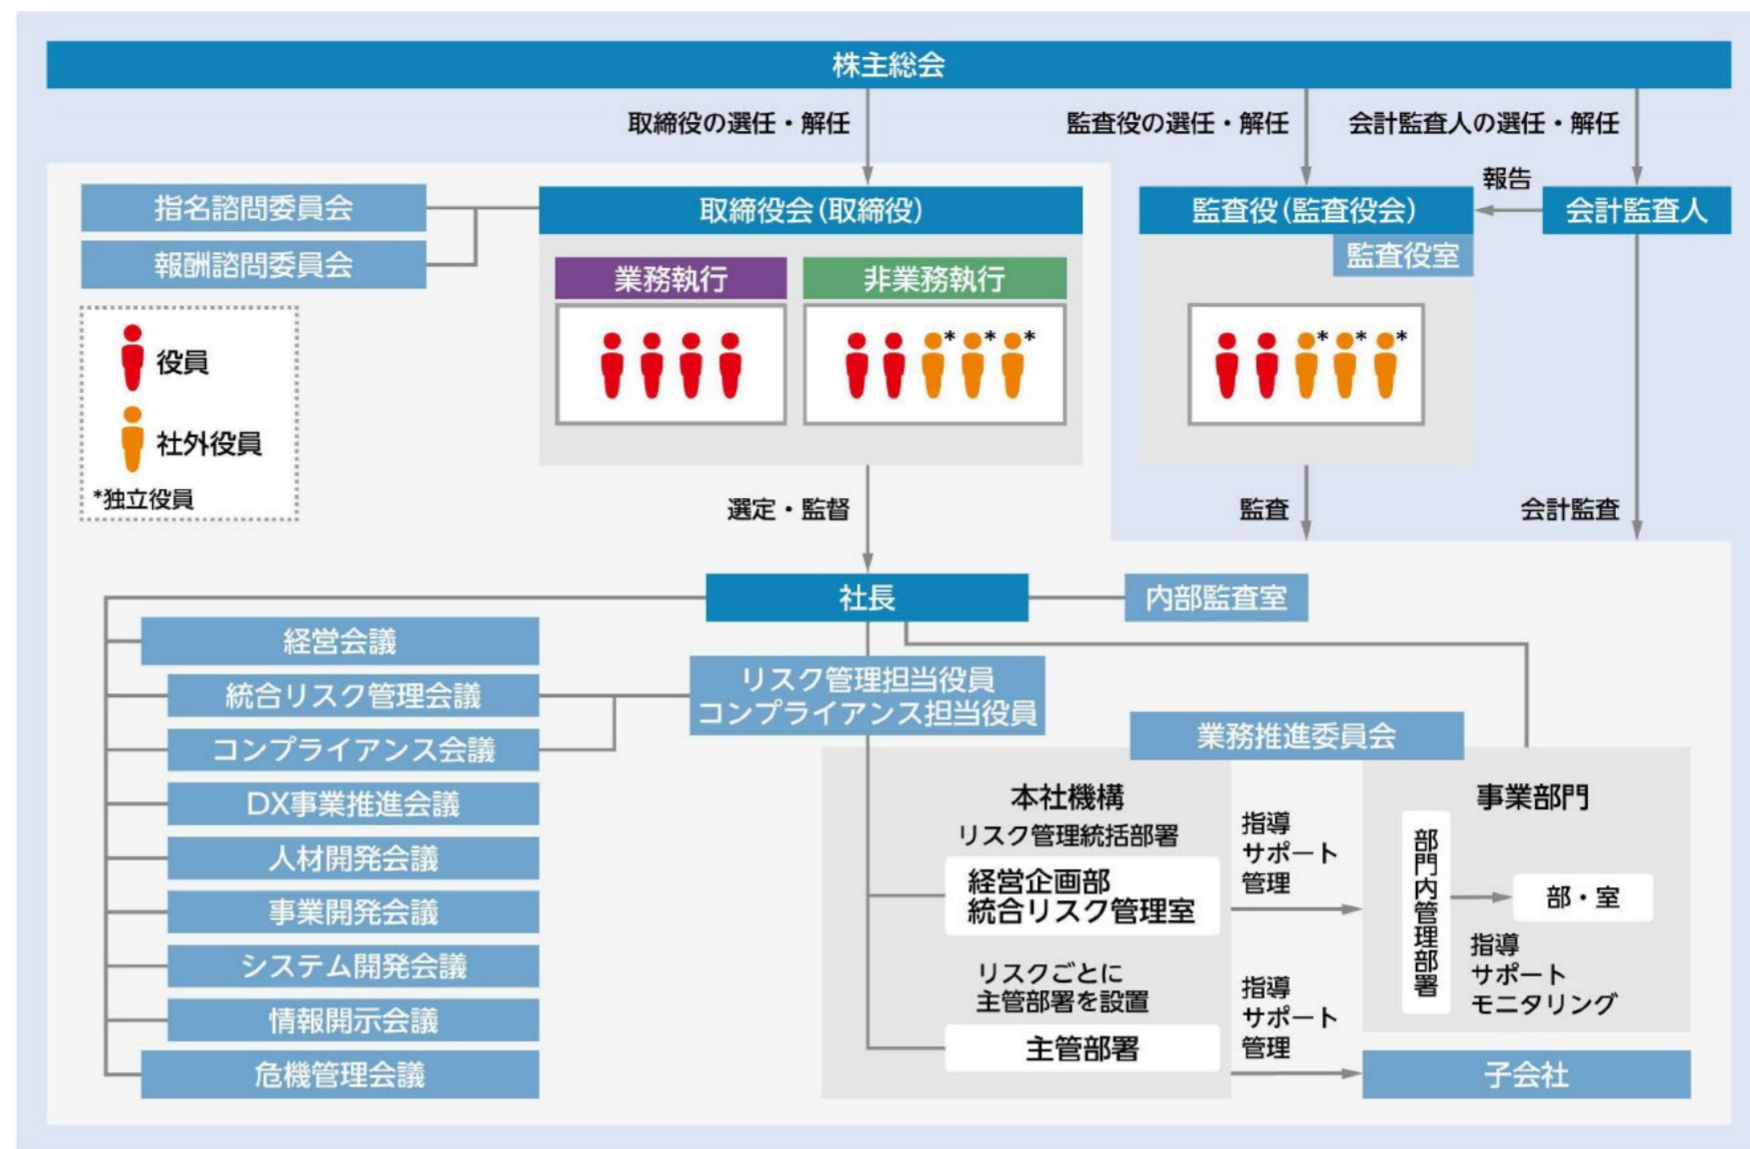 株主総会
取締役の選任・解任
監査役の選任・解任
会計監査人の選任・解任
指名諮問委員会
報酬諮問委員会
取締役会(取締役)
業務執行
非業務執行
* * *
監査役(監査役会)
監査役室
* * *
報告
会計監査人
役員
社外役員
*独立役員
選定・監督
監査
会計監査
社長
内部監査室
経営会議
統合リスク管理会議
コンプライアンス会議
DX事業推進会議
人材開発会議
事業開発会議
システム開発会議
情報開示会議
危機管理会議
リスク管理担当役員
コンプライアンス担当役員
業務推進委員会
本社機構
リスク管理統括部署
経営企画部
統合リスク管理室
リスクごとに
主管部署を設置
主管部署
指導
サポート
管理
指導
サポート
管理
事業部門
部門内管理部署
部・室
指導
サポート
モニタリング
子会社